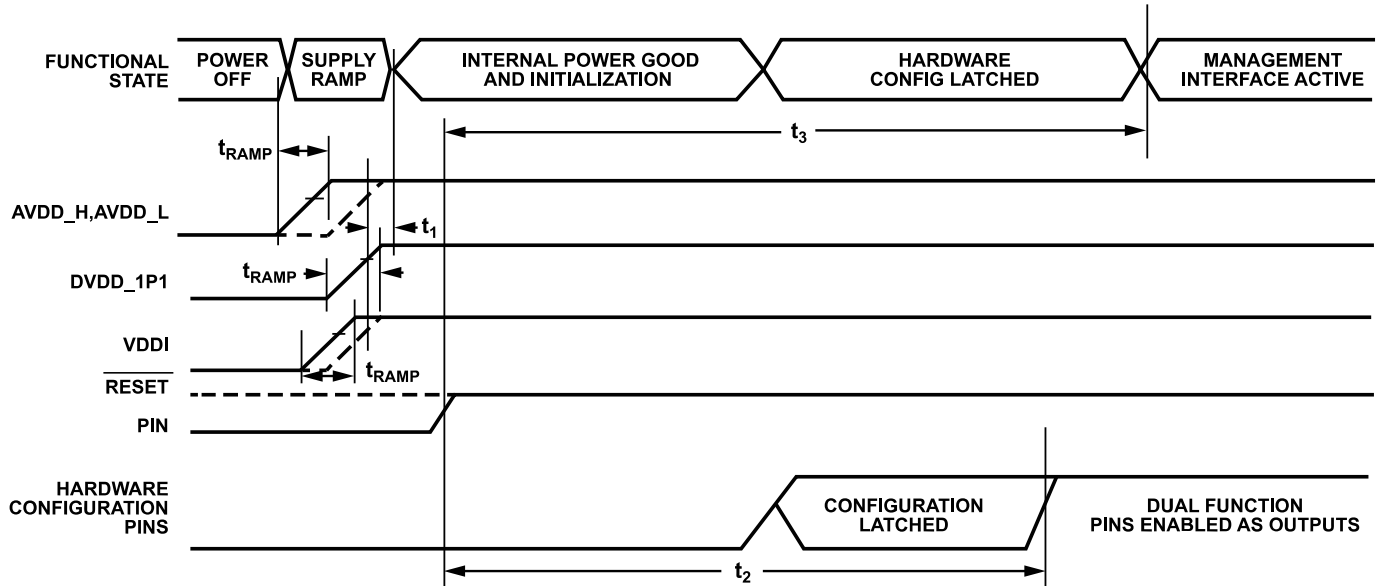 FUNCTIONAL
STATE
POWER
OFF
SUPPLY
RAMP
INTERNAL POWER GOOD
AND INITIALIZATION
HARDWARE
CONFIG LATCHED
MANAGEMENT
INTERFACE ACTIVE
t3
tRAMP
AVDD_H,AVDD_L
t1
tRAMP
DVDD_1P1
VDDI
tRAMP
RESET
PIN
HARDWARE
CONFIGURATION
PINS
CONFIGURATION
LATCHED
DUAL FUNCTION
PINS ENABLED AS OUTPUTS
t2